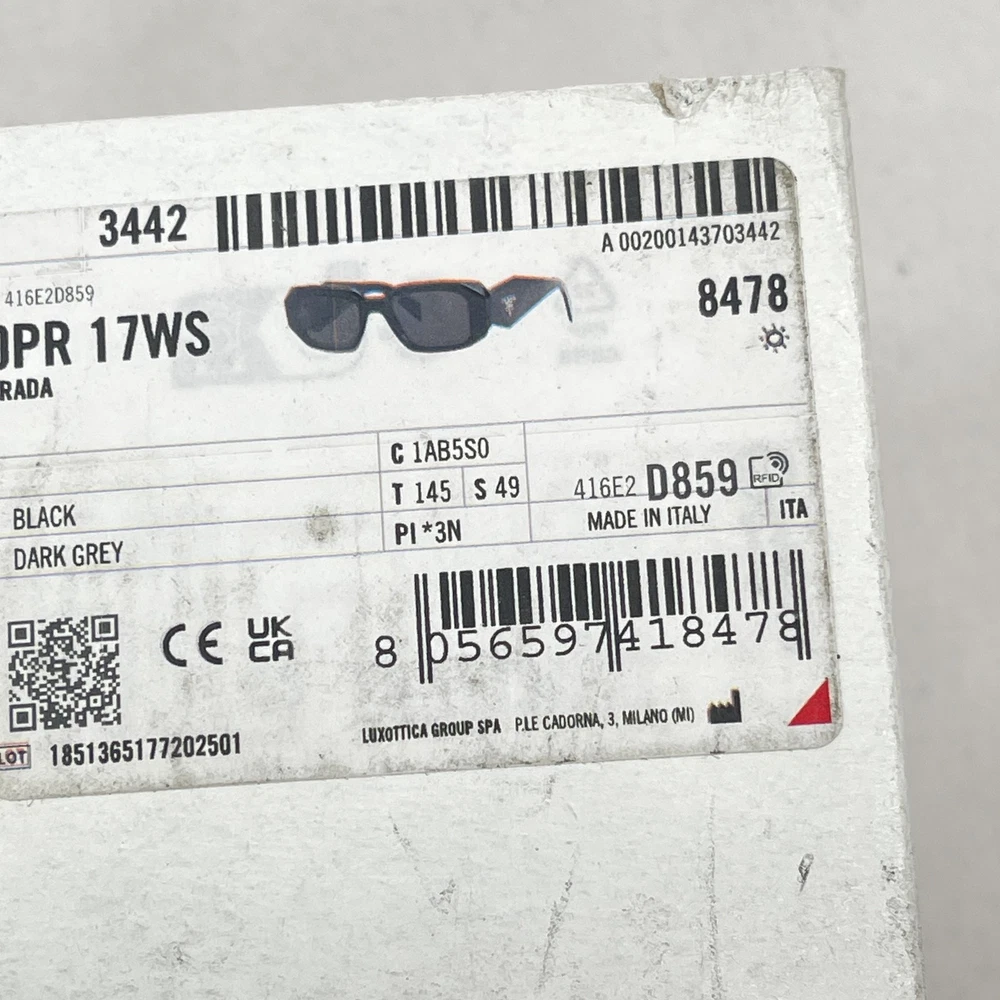 3442
A 00200143703442
416E2D859
0PR 17WS
RADA
8478
C 1AB5S0
T 145 S 49
416E2 D859 RFID
BLACK
PI *3N
MADE IN ITALY
ITA
DARK GREY
CE UK CA
8 056597 418478
LUXOTTICA GROUP SPA P.LE CADORNA, 3, MILANO (MI)
LOT 1851365177202501